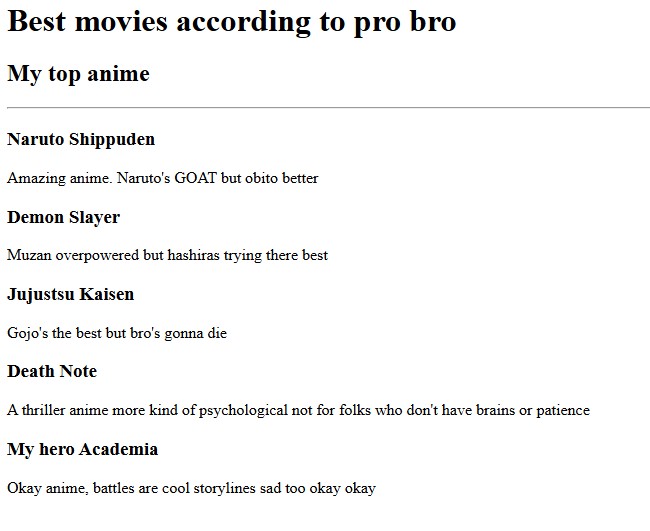 Best movies according to pro bro
My top anime
Naruto Shippuden
Amazing anime. Naruto's GOAT but obito better
Demon Slayer
Muzan overpowered but hashiras trying there best
Jujustsu Kaisen
Gojo's the best but bro's gonna die
Death Note
A thriller anime more kind of psychological not for folks who don't have brains or patience
My hero Academia
Okay anime, battles are cool storylines sad too okay okay